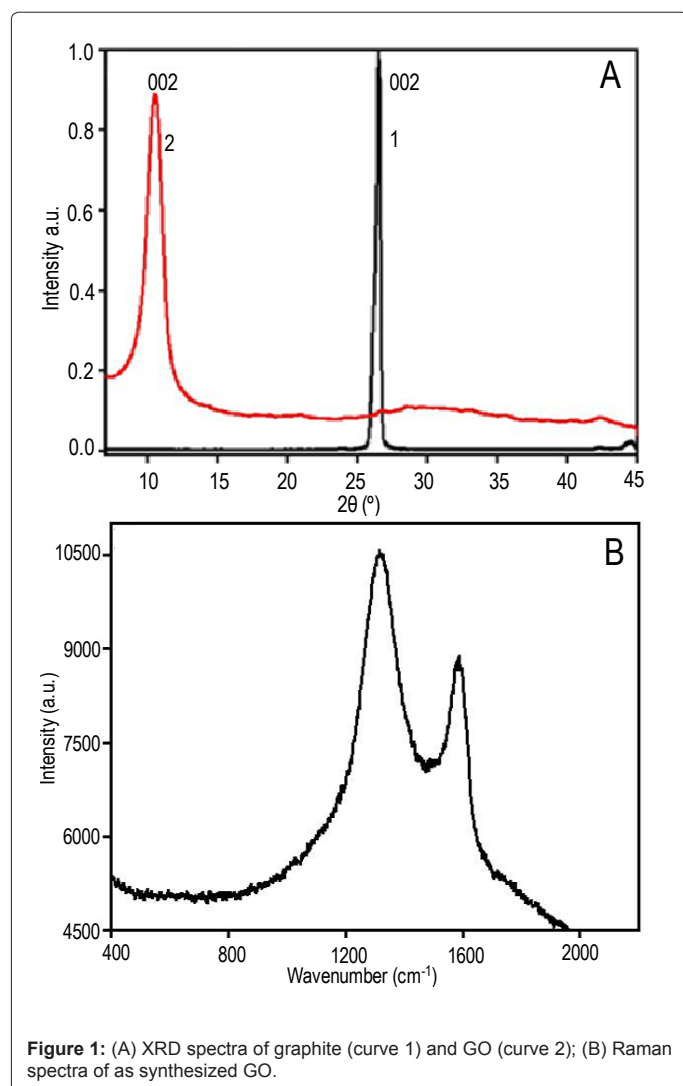 1.0
0.8
0.6
0.4
0.2
0.0
Intensity a.u.
002
2
002
1
A
10 15 20 25 30 35 40 45
2θ (º)
B
10500
9000
7500
6000
4500
Intensity (a.u.)
400 800 1200 1600 2000
Wavenumber (cm⁻¹)
Figure 1: (A) XRD spectra of graphite (curve 1) and GO (curve 2); (B) Raman
spectra of as synthesized GO.